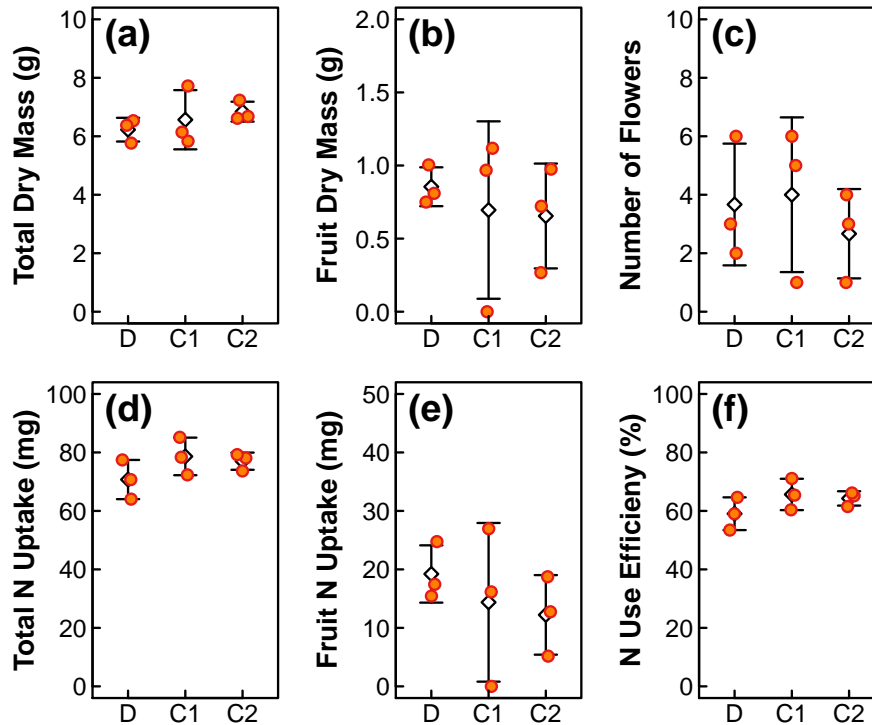 (a)
Total Dry Mass (g)
10
8
6
4
2
0
D C1 C2
(b)
Fruit Dry Mass (g)
2.0
1.5
1.0
0.5
0.0
D C1 C2
(c)
Number of Flowers
10
8
6
4
2
0
D C1 C2
(d)
Total N Uptake (mg)
100
80
60
40
20
0
D C1 C2
(e)
Fruit N Uptake (mg)
50
40
30
20
10
0
D C1 C2
(f)
N Use Efficieny (%)
100
80
60
40
20
0
D C1 C2